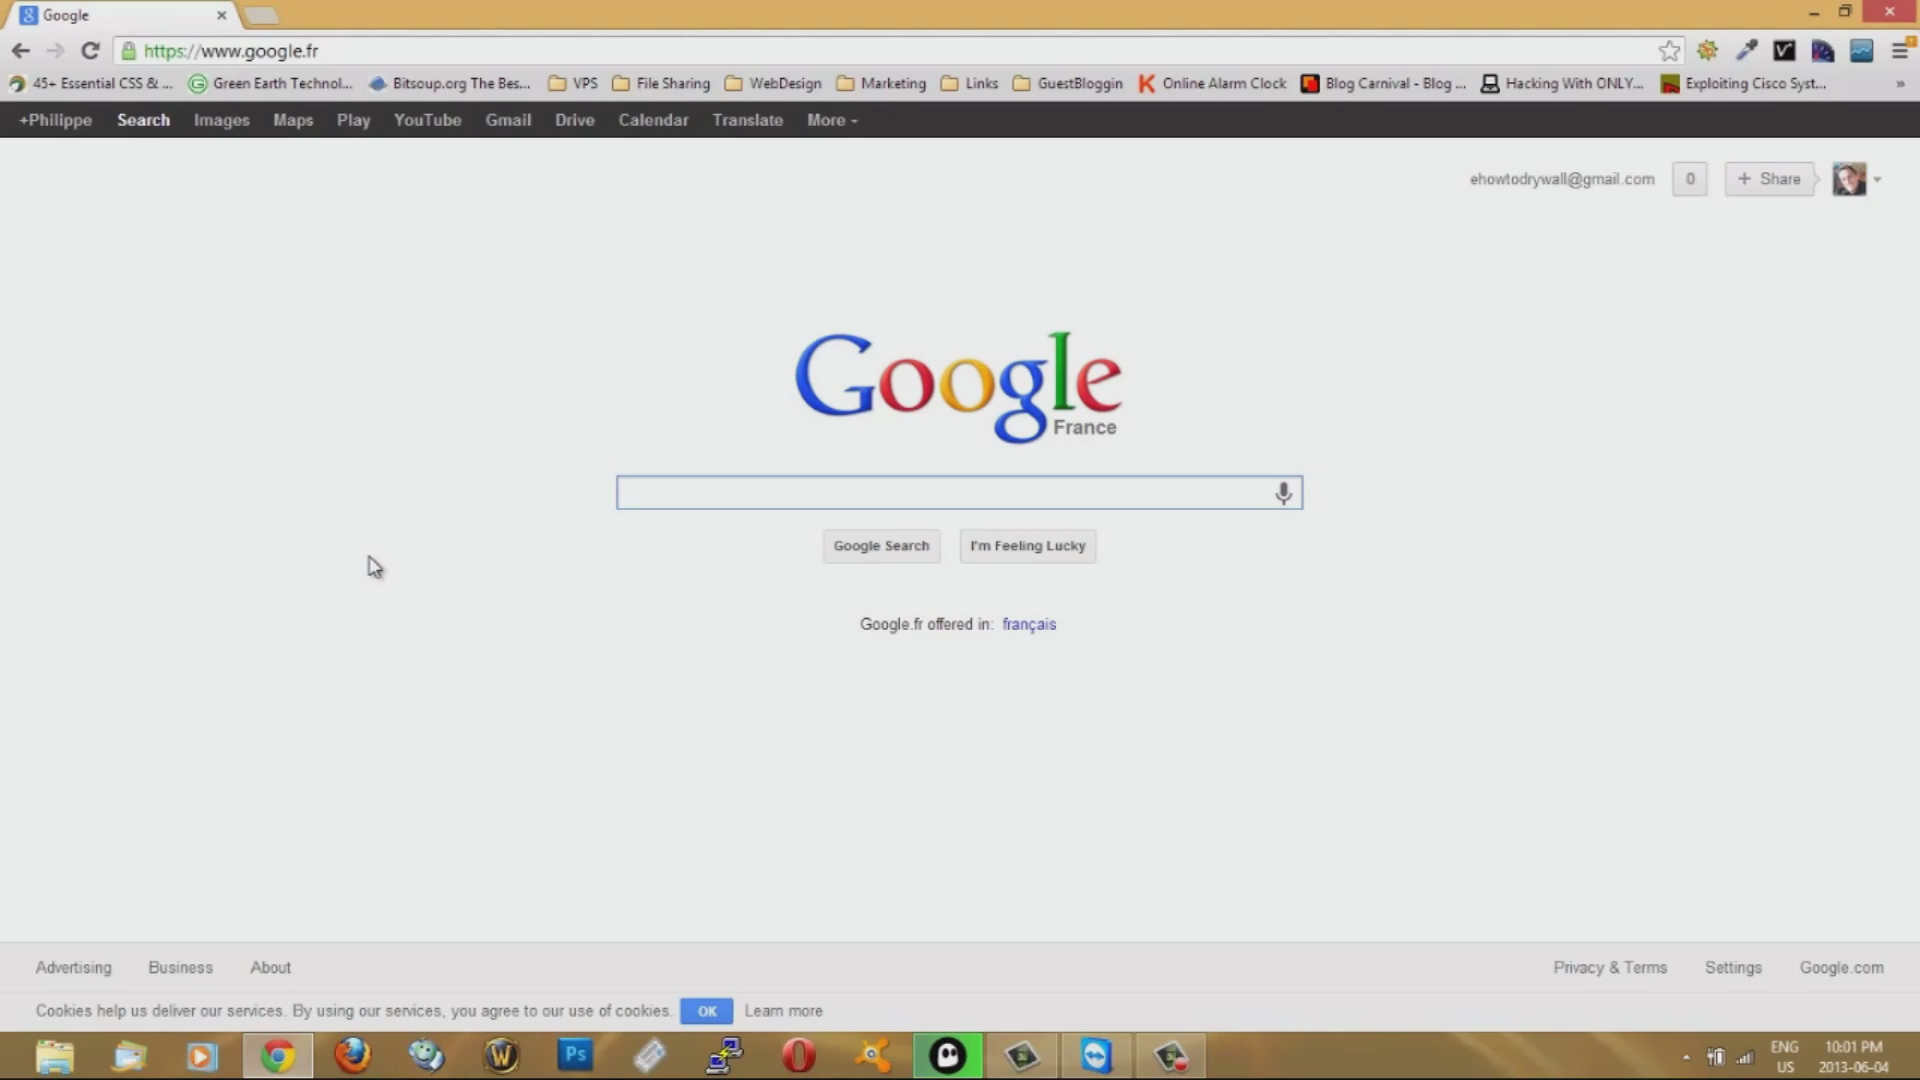 Google
https://www.google.fr
45+ Essential CSS & ... Green Earth Technol... Bitsoup.org The Bes... VPS File Sharing WebDesign Marketing Links GuestBloggin Online Alarm Clock Blog Carnival - Blog ... Hacking With ONLY... Exploiting Cisco Syst... »
+Philippe Search Images Maps Play YouTube Gmail Drive Calendar Translate More
ehowtodrywall@gmail.com 0 + Share
Google
France
Google Search I'm Feeling Lucky
Google.fr offered in: français
Advertising Business About Privacy & Terms Settings Google.com
Cookies help us deliver our services. By using our services, you agree to our use of cookies. OK Learn more
Ps
ENG 10:01 PM
US 2013-06-04